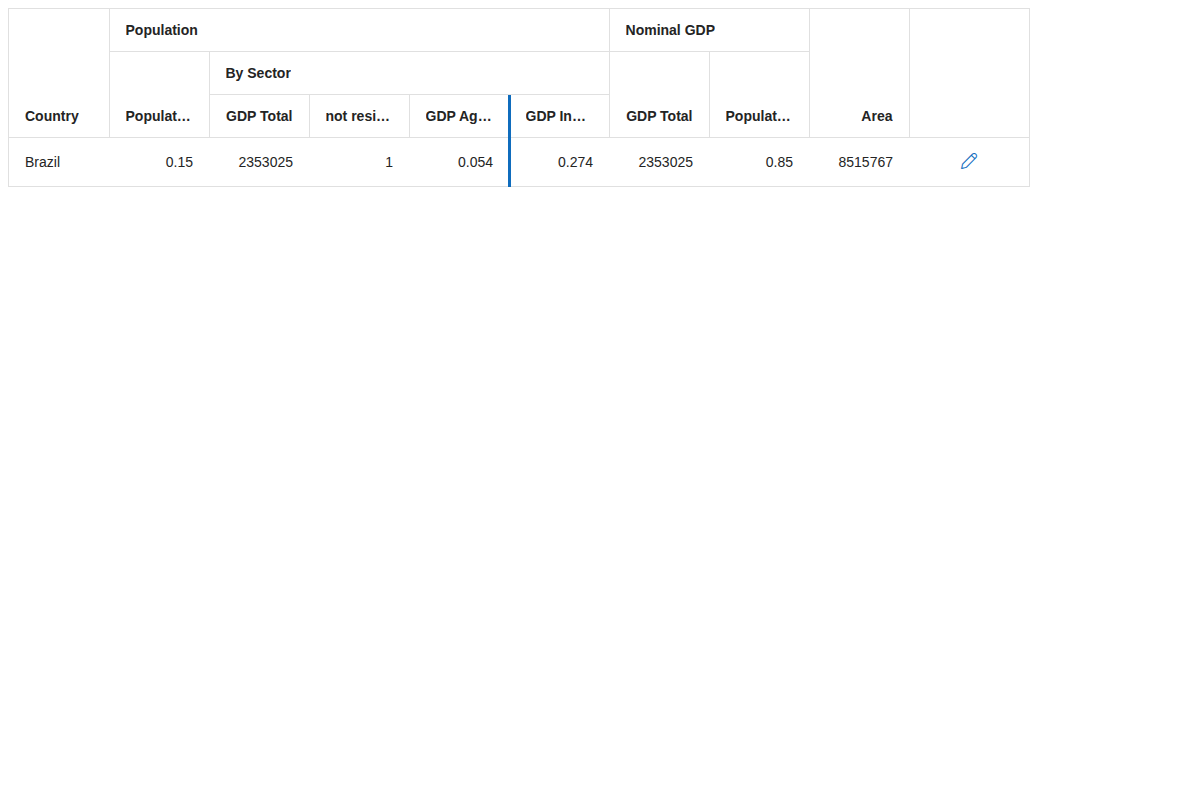 Population Nominal GDP
By Sector
Country Populat… GDP Total not resi… GDP Ag… GDP In… GDP Total Populat… Area
Brazil 0.15 2353025 1 0.054 0.274 2353025 0.85 8515767